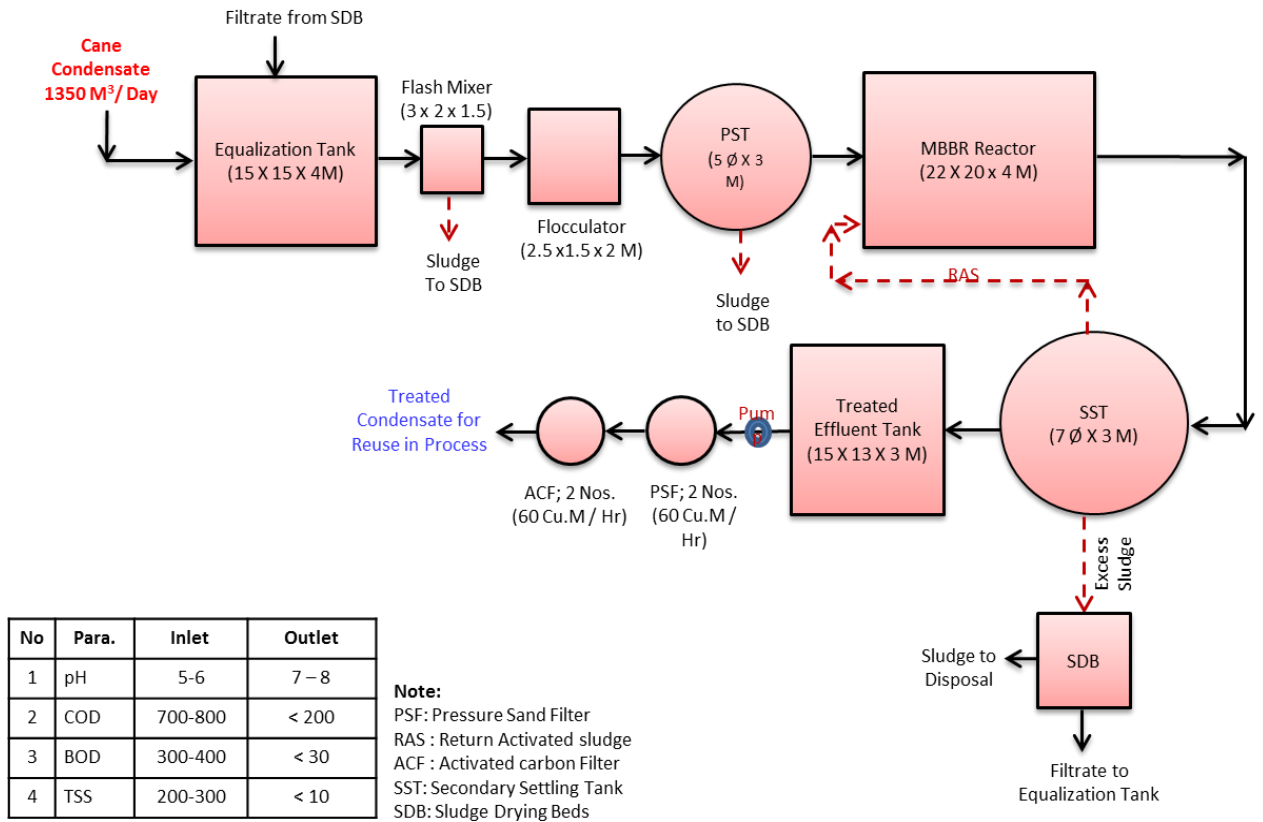 Filtrate from SDB
Cane
Condensate
1350 M³/ Day
Equalization Tank
(15 X 15 X 4M)
Flash Mixer
(3 x 2 x 1.5)
Sludge
To SDB
Flocculator
(2.5 x1.5 x 2 M)
PST
(5 Ø X 3
M)
Sludge
to SDB
MBBR Reactor
(22 X 20 x 4 M)
RAS
SST
(7 Ø X 3 M)
Treated
Effluent Tank
(15 X 13 X 3 M)
Pum
p
PSF; 2 Nos.
(60 Cu.M /
Hr)
ACF; 2 Nos.
(60 Cu.M / Hr)
Treated
Condensate for
Reuse in Process
Excess
Sludge
SDB
Sludge to
Disposal
Filtrate to
Equalization Tank
No Para. Inlet Outlet
1 pH 5-6 7 – 8
2 COD 700-800 < 200
3 BOD 300-400 < 30
4 TSS 200-300 < 10
Note:
PSF: Pressure Sand Filter
RAS : Return Activated sludge
ACF : Activated carbon Filter
SST: Secondary Settling Tank
SDB: Sludge Drying Beds